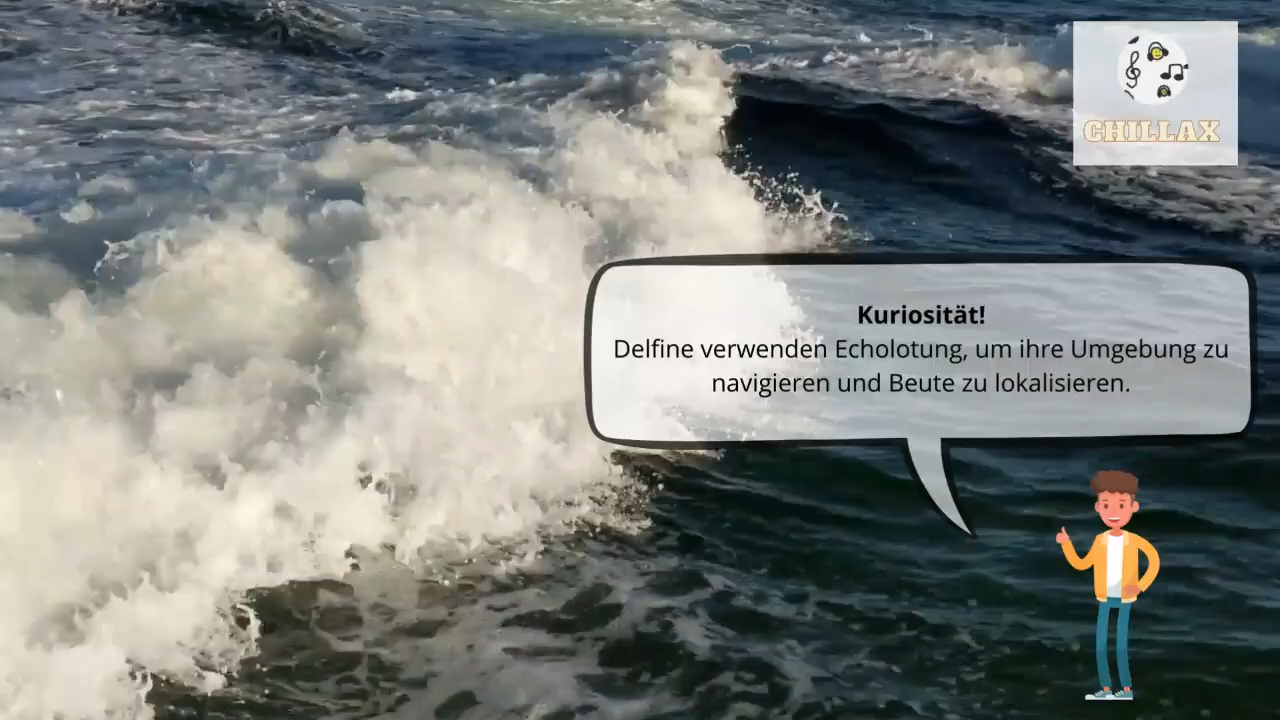 CHILLAX
Kuriosität!
Delfine verwenden Echolotung, um ihre Umgebung zu
navigieren und Beute zu lokalisieren.